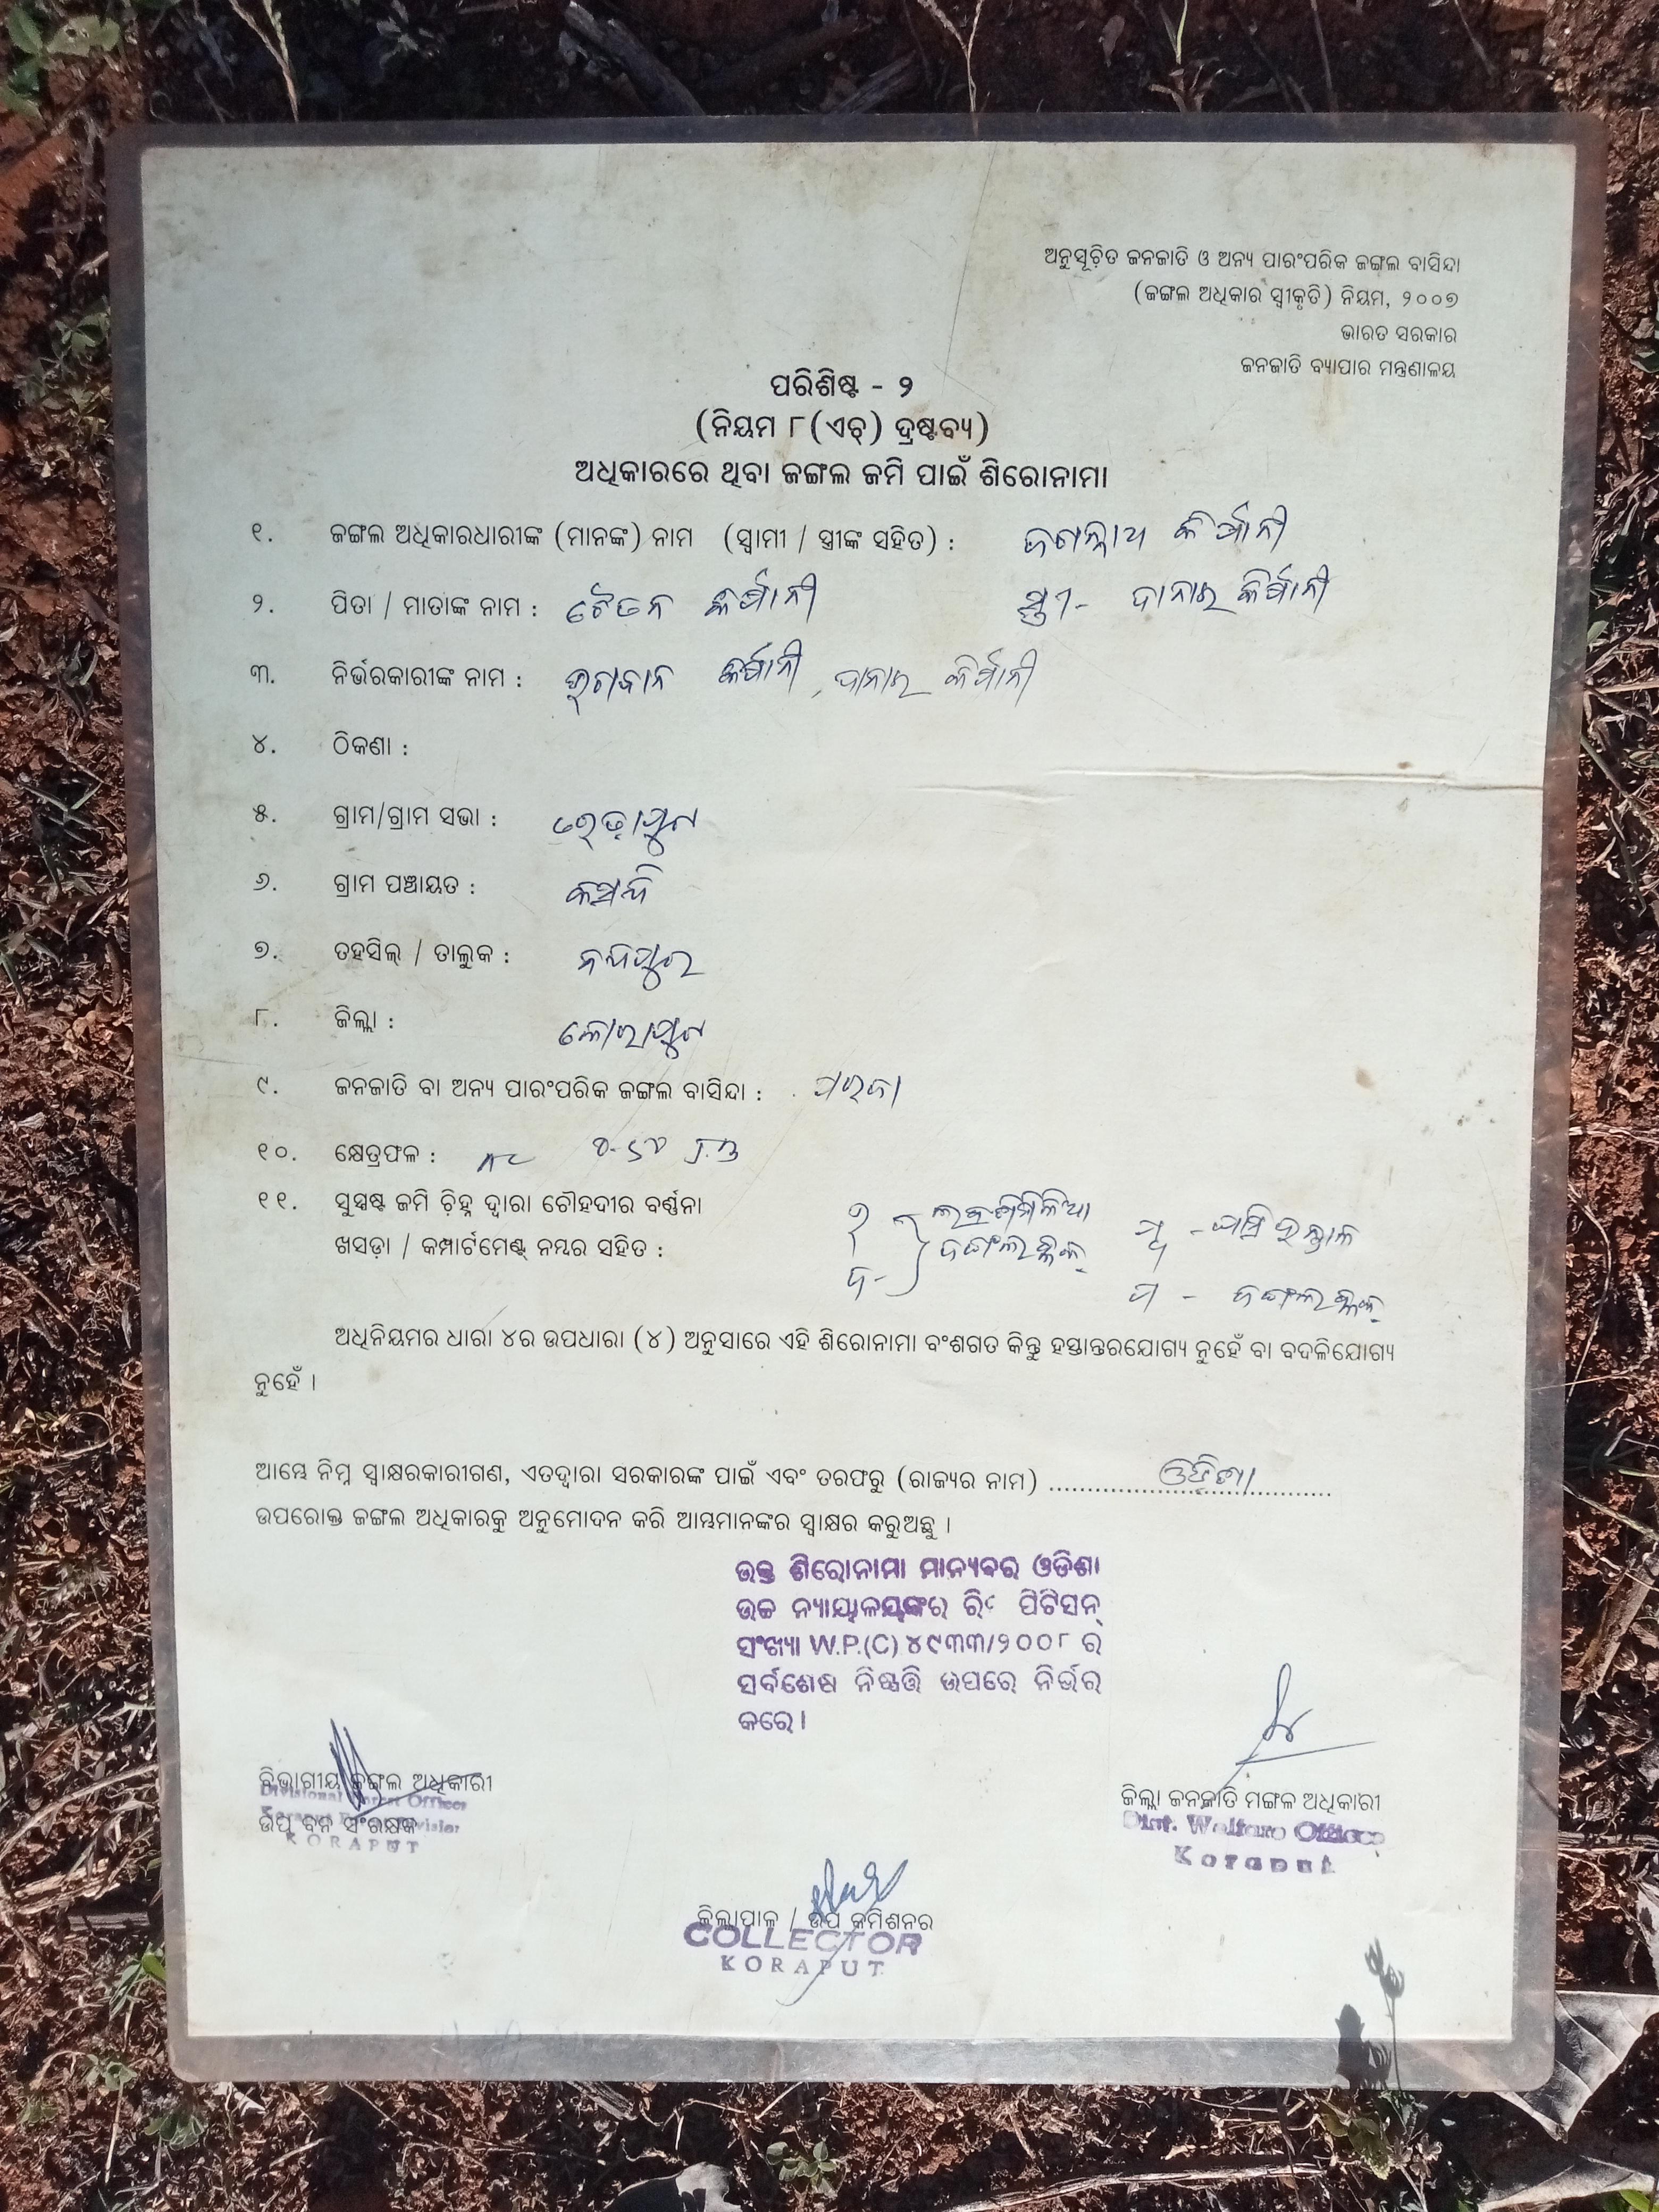 ଅନୁସୂଚିତ ଜନଜାତି ଓ ଅନ୍ୟ ପାରଂପରିକ ଜଙ୍ଗଲ ବାସିନ୍ଦା
(ଜଙ୍ଗଲ ଅଧିକାର ସ୍ୱୀକୃତି) ନିୟମ, ୨୦୦୭
ଭାରତ ସରକାର
ଜନଜାତି ବ୍ୟାପାର ମନ୍ତ୍ରଣାଳୟ
ପରିଶିଷ୍ଟ - ୨
(ନିୟମ ୮(ଏଚ୍) ଦ୍ରଷ୍ଟବ୍ୟ)
ଅଧିକାରରେ ଥିବା ଜଙ୍ଗଲ ଜମି ପାଇଁ ଶିରୋନାମା
୧. ଜଙ୍ଗଲ ଅଧିକାରଧାରୀଙ୍କ (ମାନଙ୍କ) ନାମ (ସ୍ୱାମୀ / ସ୍ତ୍ରୀଙ୍କ ସହିତ) : ଜଗନ୍ନାଥ କିର୍ଷାନୀ
୨. ପିତା / ମାତାଙ୍କ ନାମ : ଚୈତନ କିର୍ଷାନୀ ସ୍ତ୍ରୀ-
୩. ନିର୍ଭରକାରୀଙ୍କ ନାମ : ଭଗବାନ କିର୍ଷାନୀ, କିର୍ଷାନୀ
୪. ଠିକଣା :
୫. ଗ୍ରାମ/ଗ୍ରାମ ସଭା :
୬. ଗ୍ରାମ ପଞ୍ଚାୟତ :
୭. ତହସିଲ୍ / ତାଲୁକ : ନନ୍ଦପୁର
୮. ଜିଲ୍ଲା : କୋରାପୁଟ
୯. ଜନଜାତି ବା ଅନ୍ୟ ପାରଂପରିକ ଜଙ୍ଗଲ ବାସିନ୍ଦା : ପରଜା
୧୦. କ୍ଷେତ୍ରଫଳ : Ac
୧୧. ସୁସ୍ପଷ୍ଟ ଜମି ଚିହ୍ନ ଦ୍ୱାରା ଚୌହଦୀର ବର୍ଣ୍ଣନା
ଖସଡ଼ା / କମ୍ପାର୍ଟମେଣ୍ଟ୍ ନମ୍ବର ସହିତ :
ଅଧିନିୟମର ଧାରା ୪ର ଉପଧାରା (୪) ଅନୁସାରେ ଏହି ଶିରୋନାମା ବଂଶଗତ କିନ୍ତୁ ହସ୍ତାନ୍ତରଯୋଗ୍ୟ ନୁହେଁ ବା ବଦଳିଯୋଗ୍ୟ
ନୁହେଁ ।
ଆମ୍ଭେ ନିମ୍ନ ସ୍ୱାକ୍ଷରକାରୀଗଣ, ଏତଦ୍ୱାରା ସରକାରଙ୍କ ପାଇଁ ଏବଂ ତରଫରୁ (ରାଜ୍ୟର ନାମ) ଓଡ଼ିଶା
ଉପରୋକ୍ତ ଜଙ୍ଗଲ ଅଧିକାରକୁ ଅନୁମୋଦନ କରି ଆମ୍ଭମାନଙ୍କର ସ୍ୱାକ୍ଷର କରୁଅଛୁ ।
ଉକ୍ତ ଶିରୋନାମା ମାନ୍ୟବର ଓଡିଶା
ଉଚ୍ଚ ନ୍ୟାୟାଳୟଙ୍କର ରିଟ ପିଟିସନ୍
ସଂଖ୍ୟା W.P.(C) ୪୯୩୩/୨୦୦୮ ର
ସର୍ବଶେଷ ନିଷ୍ପତ୍ତି ଉପରେ ନିର୍ଭର
କରେ ।
ବିଭାଗୀୟ ଜଙ୍ଗଲ ଅଧିକାରୀ
Divisional Forest Officer
ଉପ ବନ ସଂରକ୍ଷକ
KORAPUT
ଜିଲ୍ଲା ଜନଜାତି ମଙ୍ଗଳ ଅଧିକାରୀ
Dist. Welfare Officer
Koraput
ଜିଲ୍ଲାପାଳ / ଉପ କମିଶନର
COLLECTOR
KORAPUT